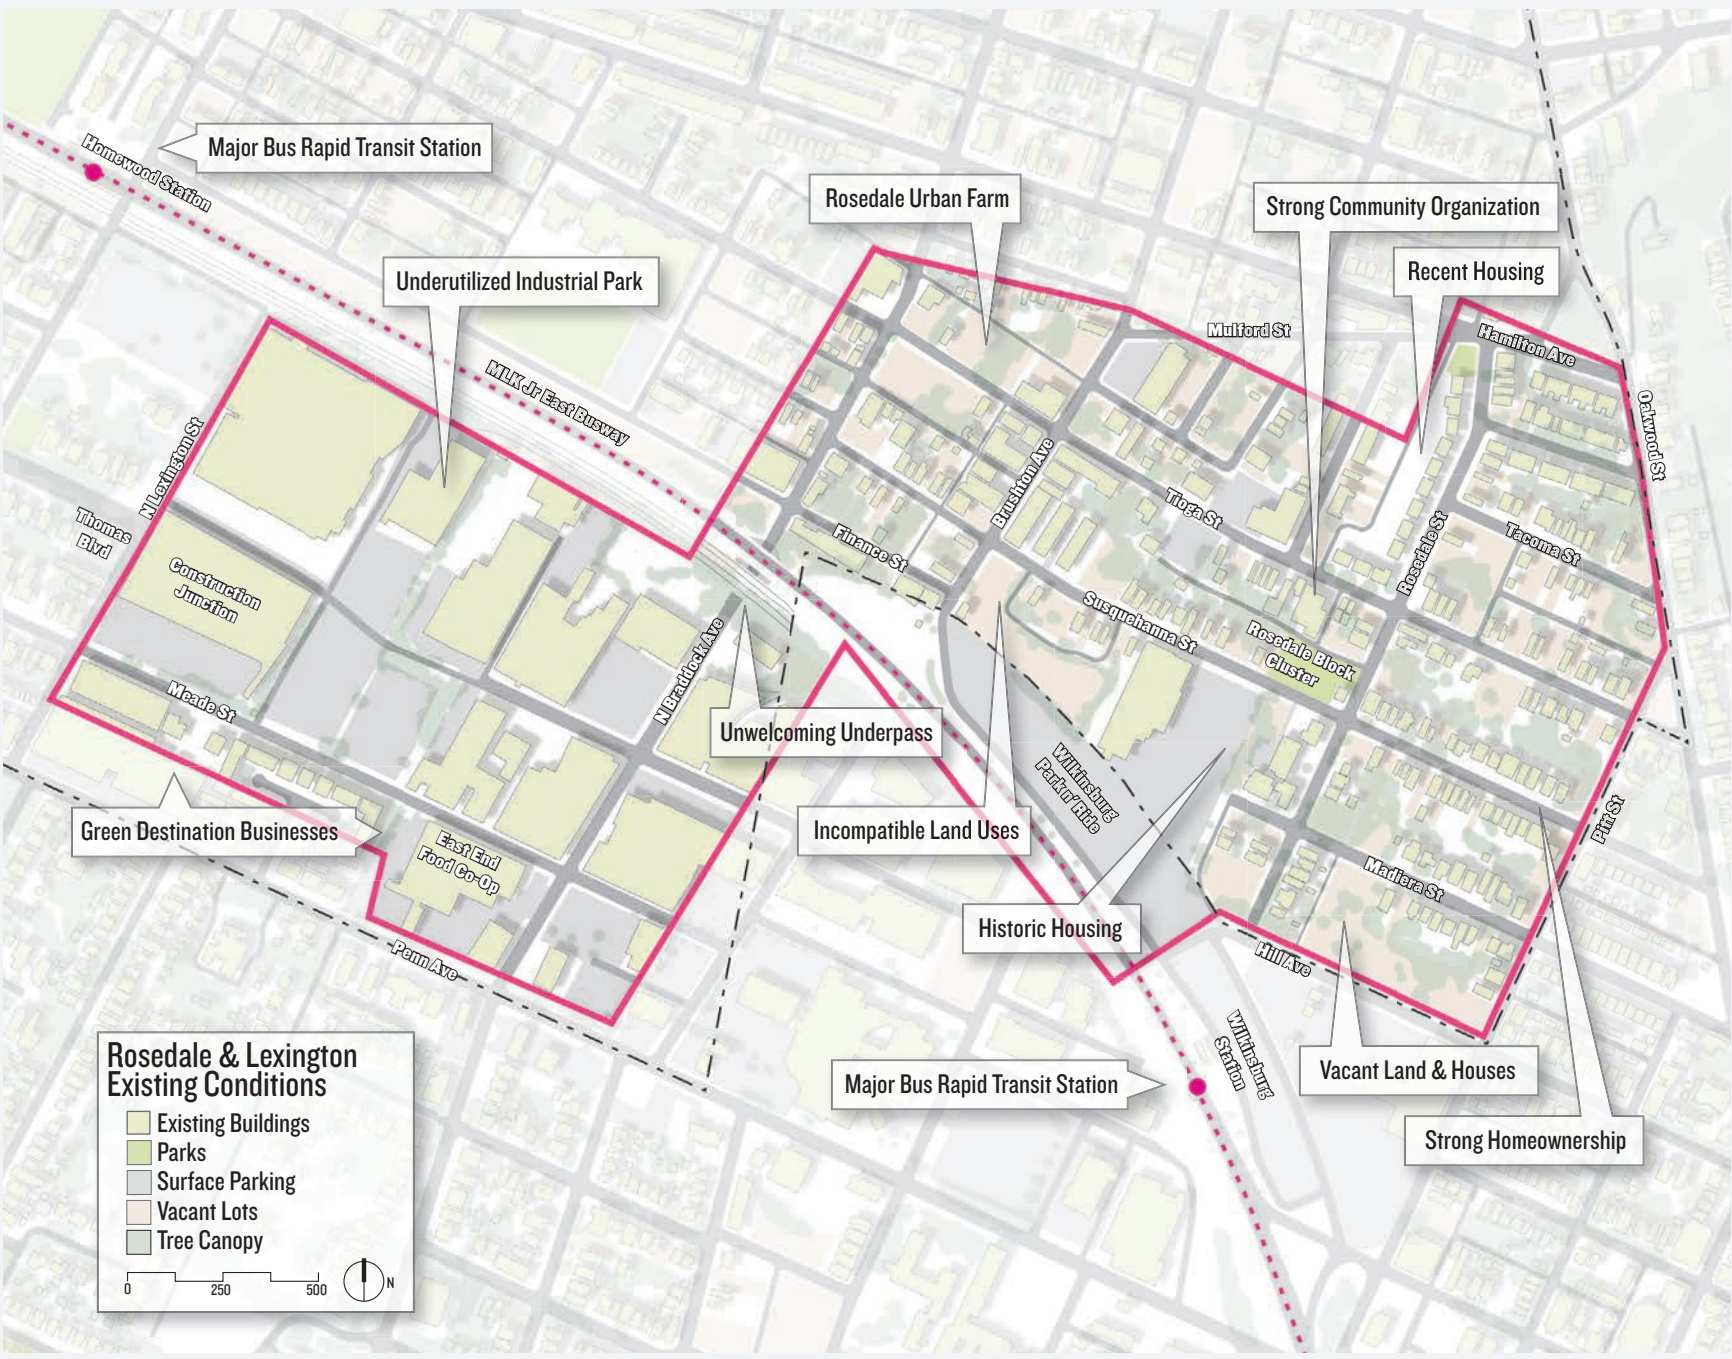 Homewood Station
Major Bus Rapid Transit Station
Rosedale Urban Farm
Strong Community Organization
Recent Housing
Underutilized Industrial Park
Mulford St
Hamilton Ave
MLK Jr East Busway
Oakwood St
N Lexington St
Thomas
Blvd
Brushton Ave
Tioga St
Finance St
Rosedale St
Tacoma St
Construction
Junction
Susquehanna St
Rosedale Block
Cluster
N Braddock Ave
Meade St
Unwelcoming Underpass
Wilkinsburg
Park n' Ride
Green Destination Businesses
Incompatible Land Uses
Pitt St
East End
Food Co-Op
Madiera St
Historic Housing
Penn Ave
Hill Ave
Wilkinsburg
Station
Major Bus Rapid Transit Station
Vacant Land & Houses
Strong Homeownership
Rosedale & Lexington
Existing Conditions
Existing Buildings
Parks
Surface Parking
Vacant Lots
Tree Canopy
0 250 500
N